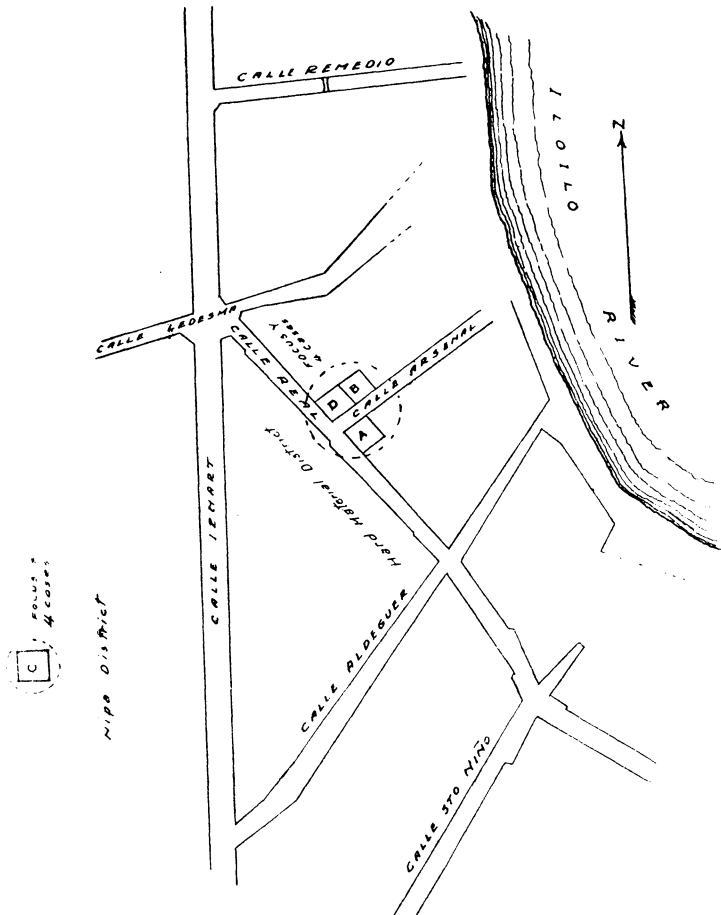 CALLE REMEDIO
ILOILO
RIVER
N
CALLE LEDESMA
CALLE REAL
FOCUS Y
4 CASES
B
D
A
CALLE ARSENAL
Hard Material District
CALLE IZNART
FOCUS X
4 CASES
C
Nipa District
CALLE ALDEGUER
CALLE STO NIÑO